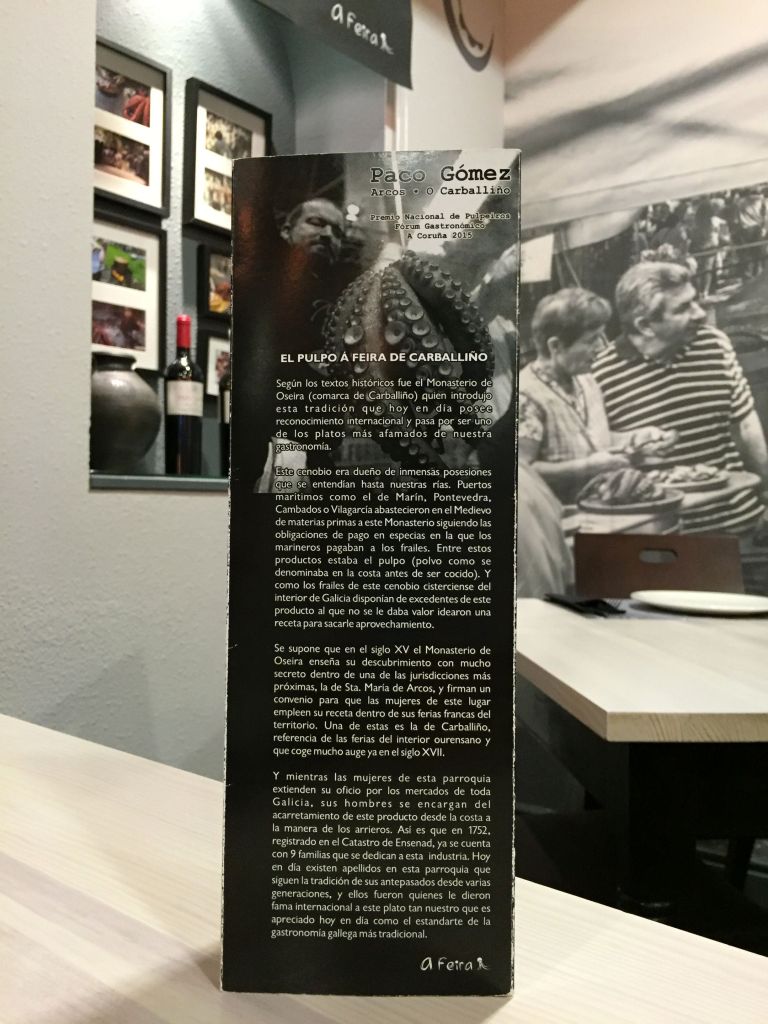 a Feira
Paco Gómez
Arcos * O Carballiño
Premio Nacional de Pulpeiros
Fórum Gastronómico
A Coruña 2015
EL PULPO Á FEIRA DE CARBALLIÑO
Según los textos históricos fue el Monasterio de
Oseira (comarca de Carballiño) quien introdujo
esta tradición que hoy en día posee
reconocimiento internacional y pasa por ser uno
de los platos más afamados de nuestra
gastronomía.
Este cenobio era dueño de inmensas posesiones
que se entendían hasta nuestras rías. Puertos
marítimos como el de Marín, Pontevedra,
Cambados o Vilagarcía abastecieron en el Medievo
de materias primas a este Monasterio siguiendo las
obligaciones de pago en especias en la que los
marineros pagaban a los frailes. Entre estos
productos estaba el pulpo (polvo como se
denominaba en la costa antes de ser cocido). Y
como los frailes de este cenobio cisterciense del
interior de Galicia disponían de excedentes de este
producto al que no se le daba valor idearon una
receta para sacarle aprovechamiento.
Se supone que en el siglo XV el Monasterio de
Oseira enseña su descubrimiento con mucho
secreto dentro de una de las jurisdicciones más
próximas, la de Sta. María de Arcos, y firman un
convenio para que las mujeres de este lugar
empleen su receta dentro de sus ferias francas del
territorio. Una de estas es la de Carballiño,
referencia de las ferias del interior ourensano y
que coge mucho auge ya en el siglo XVII.
Y mientras las mujeres de esta parroquia
extienden su oficio por los mercados de toda
Galicia, sus hombres se encargan del
acarretamiento de este producto desde la costa a
la manera de los arrieros. Así es que en 1752,
registrado en el Catastro de Ensenad, ya se cuenta
con 9 familias que se dedican a esta industria. Hoy
en día existen apellidos en esta parroquia que
siguen la tradición de sus antepasados desde varias
generaciones, y ellos fueron quienes le dieron
fama internacional a este plato tan nuestro que es
apreciado hoy en día como el estandarte de la
gastronomía gallega más tradicional.
a Feira